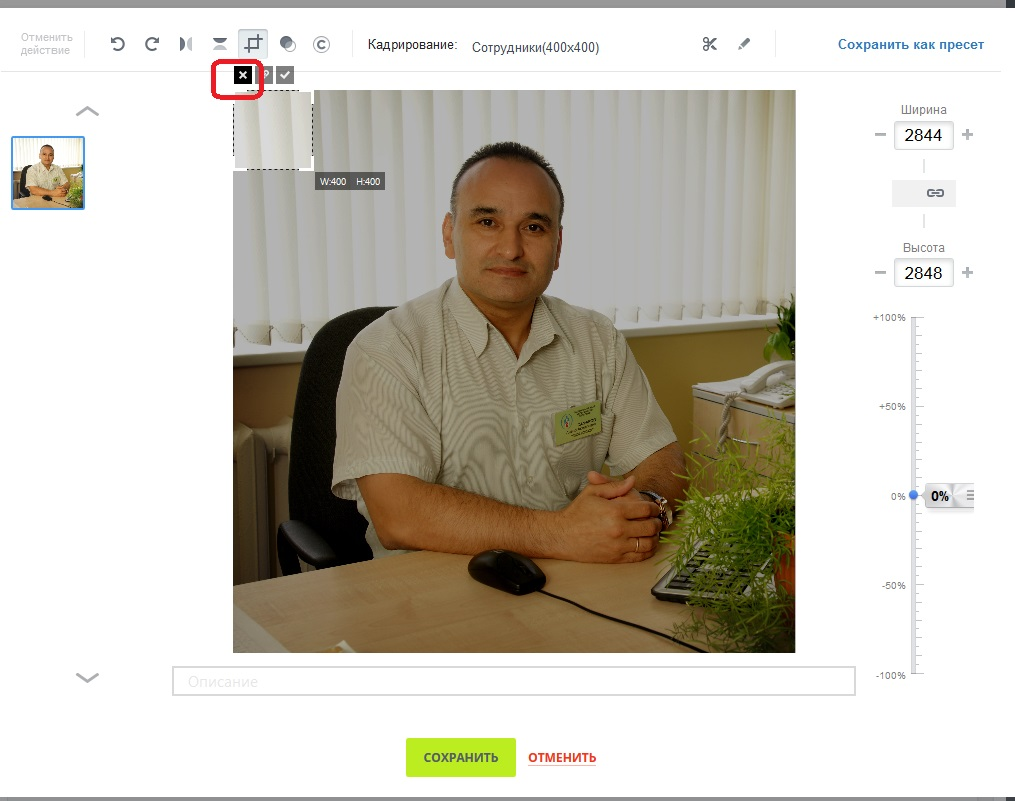 Отменить
действие
C
Кадрирование:
Сотрудники(400x400)
Сохранить как пресет
W:400 H:400
Ширина
2844
Высота
2848
+100%
+50%
0%
0%
-50%
-100%
Описание
СОХРАНИТЬ
ОТМЕНИТЬ